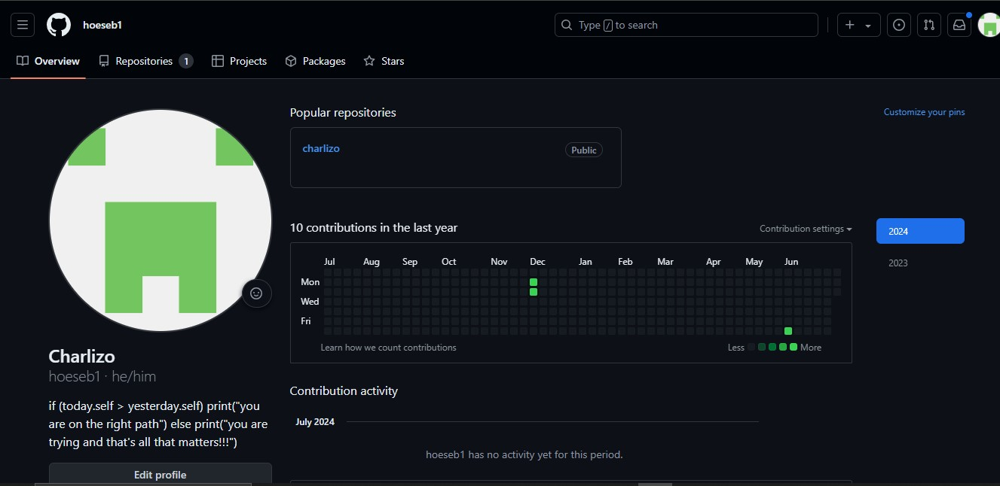 hoeseb1
Type / to search
Overview
Repositories 1
Projects
Packages
Stars
Popular repositories
Customize your pins
charlizo
Public
10 contributions in the last year
Contribution settings
2024
2023
Jul Aug Sep Oct Nov Dec Jan Feb Mar Apr May Jun
Mon
Wed
Fri
Learn how we count contributions
Less More
Charlizo
hoeseb1 · he/him
if (today.self > yesterday.self) print("you
are on the right path") else print("you are
trying and that's all that matters!!!")
Edit profile
Contribution activity
July 2024
hoeseb1 has no activity yet for this period.